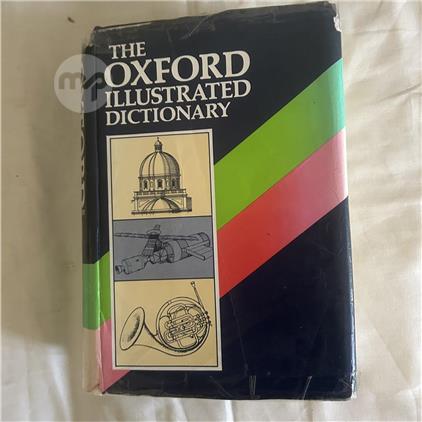 THE
OXFORD
ILLUSTRATED
DICTIONARY